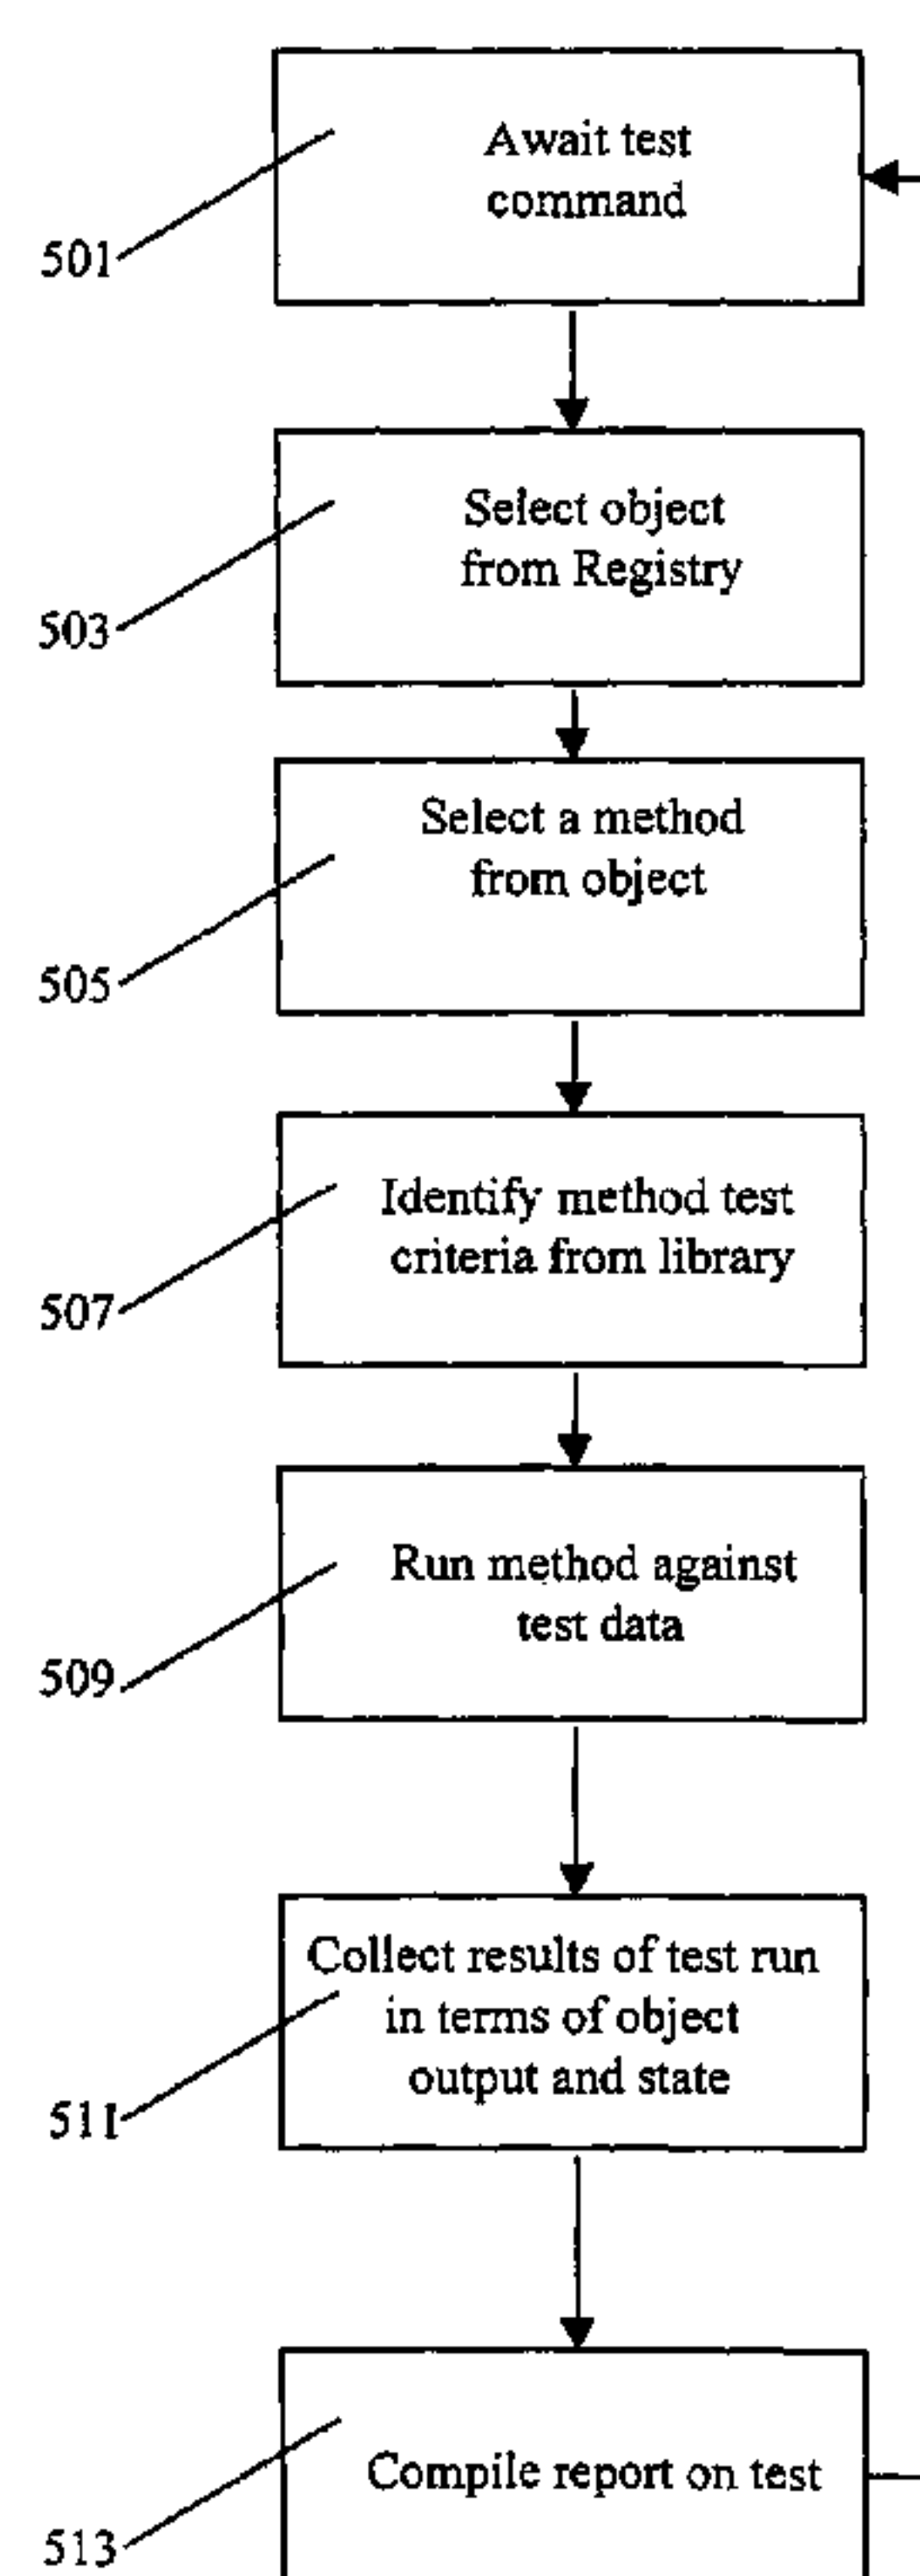 Await test
command
501
Select object
from Registry
503
Select a method
from object
505
Identify method test
criteria from library
507
Run method against
test data
509
Collect results of test run
in terms of object
output and state
511
Compile report on test
513